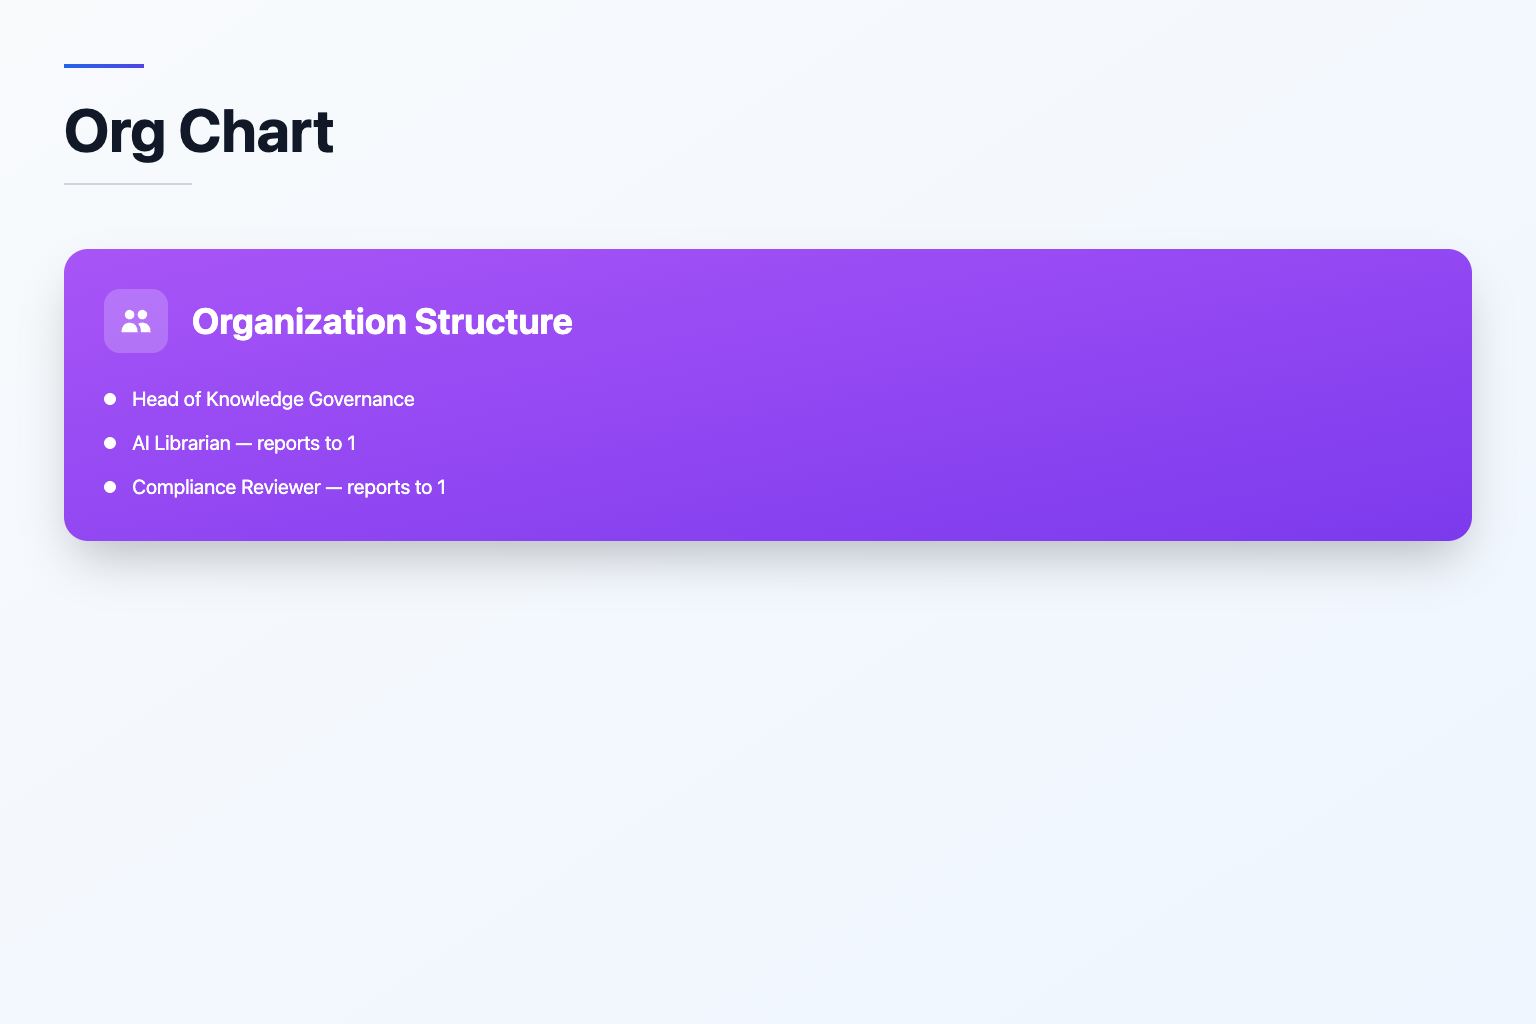 Org Chart
Organization Structure
Head of Knowledge Governance
AI Librarian — reports to 1
Compliance Reviewer — reports to 1